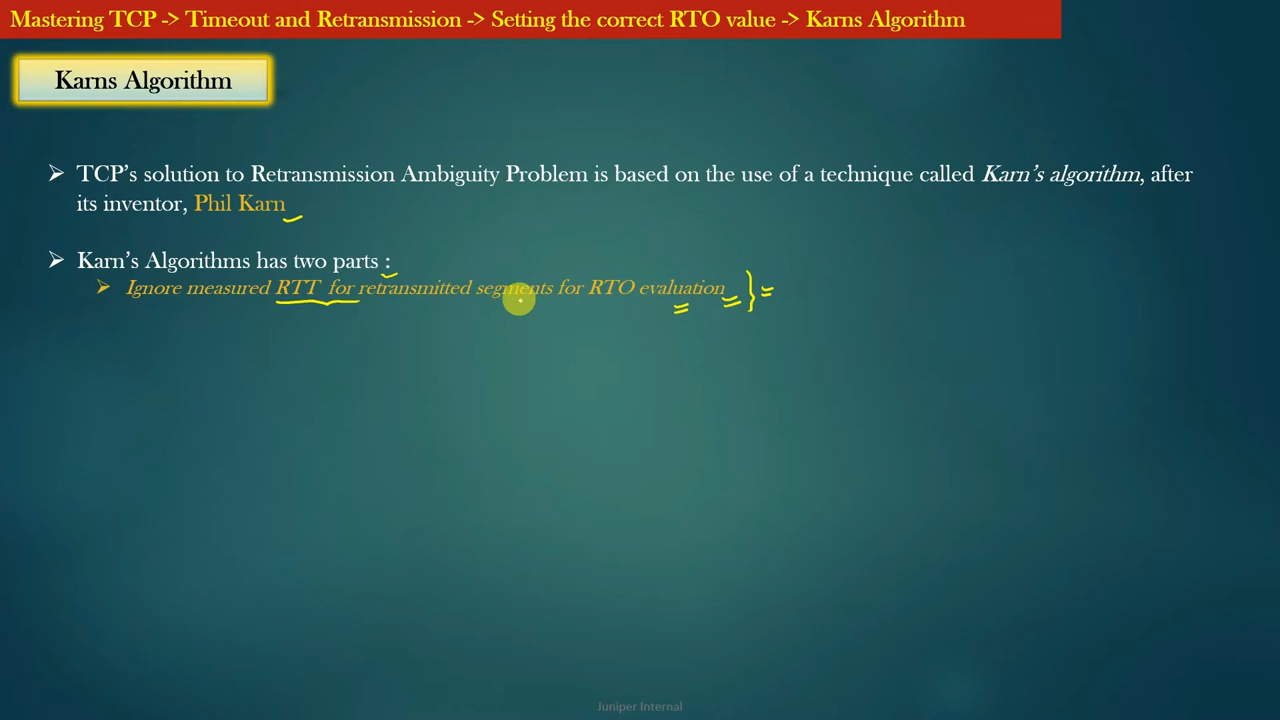 Mastering TCP -> Timeout and Retransmission -> Setting the correct RTO value -> Karns Algorithm
Karns Algorithm
TCP's solution to Retransmission Ambiguity Problem is based on the use of a technique called Karn's algorithm, after
its inventor, Phil Karn
Karn's Algorithms has two parts :
Ignore measured RTT for retransmitted segments for RTO evaluation
Juniper Internal